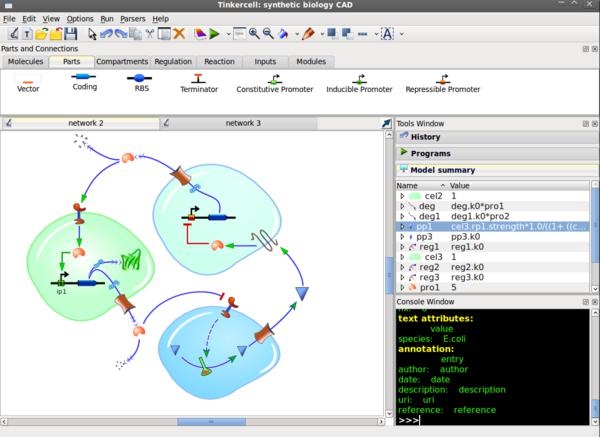 Tinkercell: synthetic biology CAD
File Edit View Options Run Parsers Help
Parts and Connections
Molecules Parts Compartments Regulation Reaction Inputs Modules
Vector Coding RBS Terminator Constitutive Promoter Inducible Promoter Repressible Promoter
network 2 network 3
ip1
Tools Window
History
Programs
Model summary
Name Value
cel2 1
deg deg.k0*pro1
deg1 deg1.k0*pro2
pp1 cel3.rp1.strength*1.0/((1+ ((c...
pp3 pp3.k0
reg1 reg1.k0
cel3 1
reg2 reg2.k0
reg3 reg3.k0
pro1 5
Console Window
text attributes:
value
species: E.coli
annotation:
entry
author: author
date: date
description: description
uri: uri
reference: reference
>>>